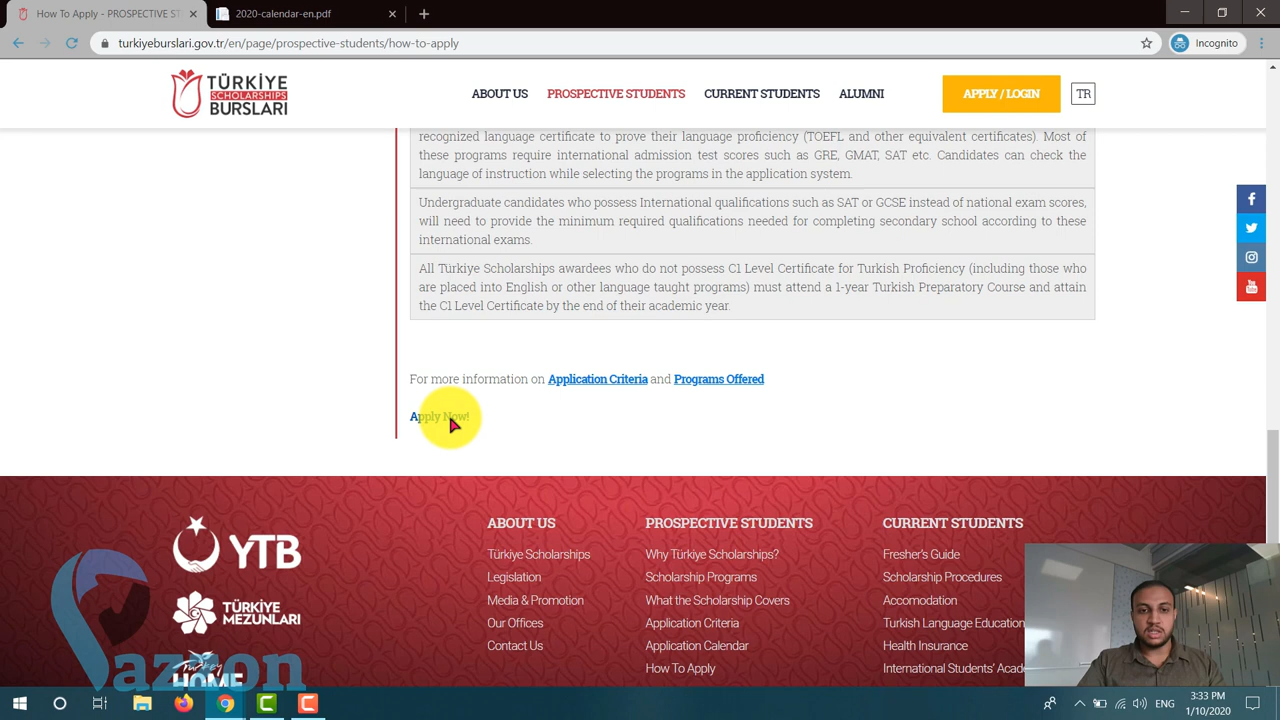 How To Apply - PROSPECTIVE ST
2020-calendar-en.pdf
turkiyeburslari.gov.tr/en/page/prospective-students/how-to-apply
Incognito
TÜRKİYE
SCHOLARSHIPS
BURSLARI
ABOUT US
PROSPECTIVE STUDENTS
CURRENT STUDENTS
ALUMNI
APPLY / LOGIN
TR
recognized language certificate to prove their language proficiency (TOEFL and other equivalent certificates). Most of
these programs require international admission test scores such as GRE, GMAT, SAT etc. Candidates can check the
language of instruction while selecting the programs in the application system.
Undergraduate candidates who possess International qualifications such as SAT or GCSE instead of national exam scores,
will need to provide the minimum required qualifications needed for completing secondary school according to these
international exams.
All Türkiye Scholarships awardees who do not possess C1 Level Certificate for Turkish Proficiency (including those who
are placed into English or other language taught programs) must attend a 1-year Turkish Preparatory Course and attain
the C1 Level Certificate by the end of their academic year.
For more information on Application Criteria and Programs Offered
Apply Now!
You Tube
YTB
TÜRKİYE
MEZUNLARI
Turkey
HOME
azion
ABOUT US
Türkiye Scholarships
Legislation
Media & Promotion
Our Offices
Contact Us
PROSPECTIVE STUDENTS
Why Türkiye Scholarships?
Scholarship Programs
What the Scholarship Covers
Application Criteria
Application Calendar
How To Apply
CURRENT STUDENTS
Fresher's Guide
Scholarship Procedures
Accomodation
Turkish Language Education
Health Insurance
International Students' Acade
ENG
3:33 PM
1/10/2020